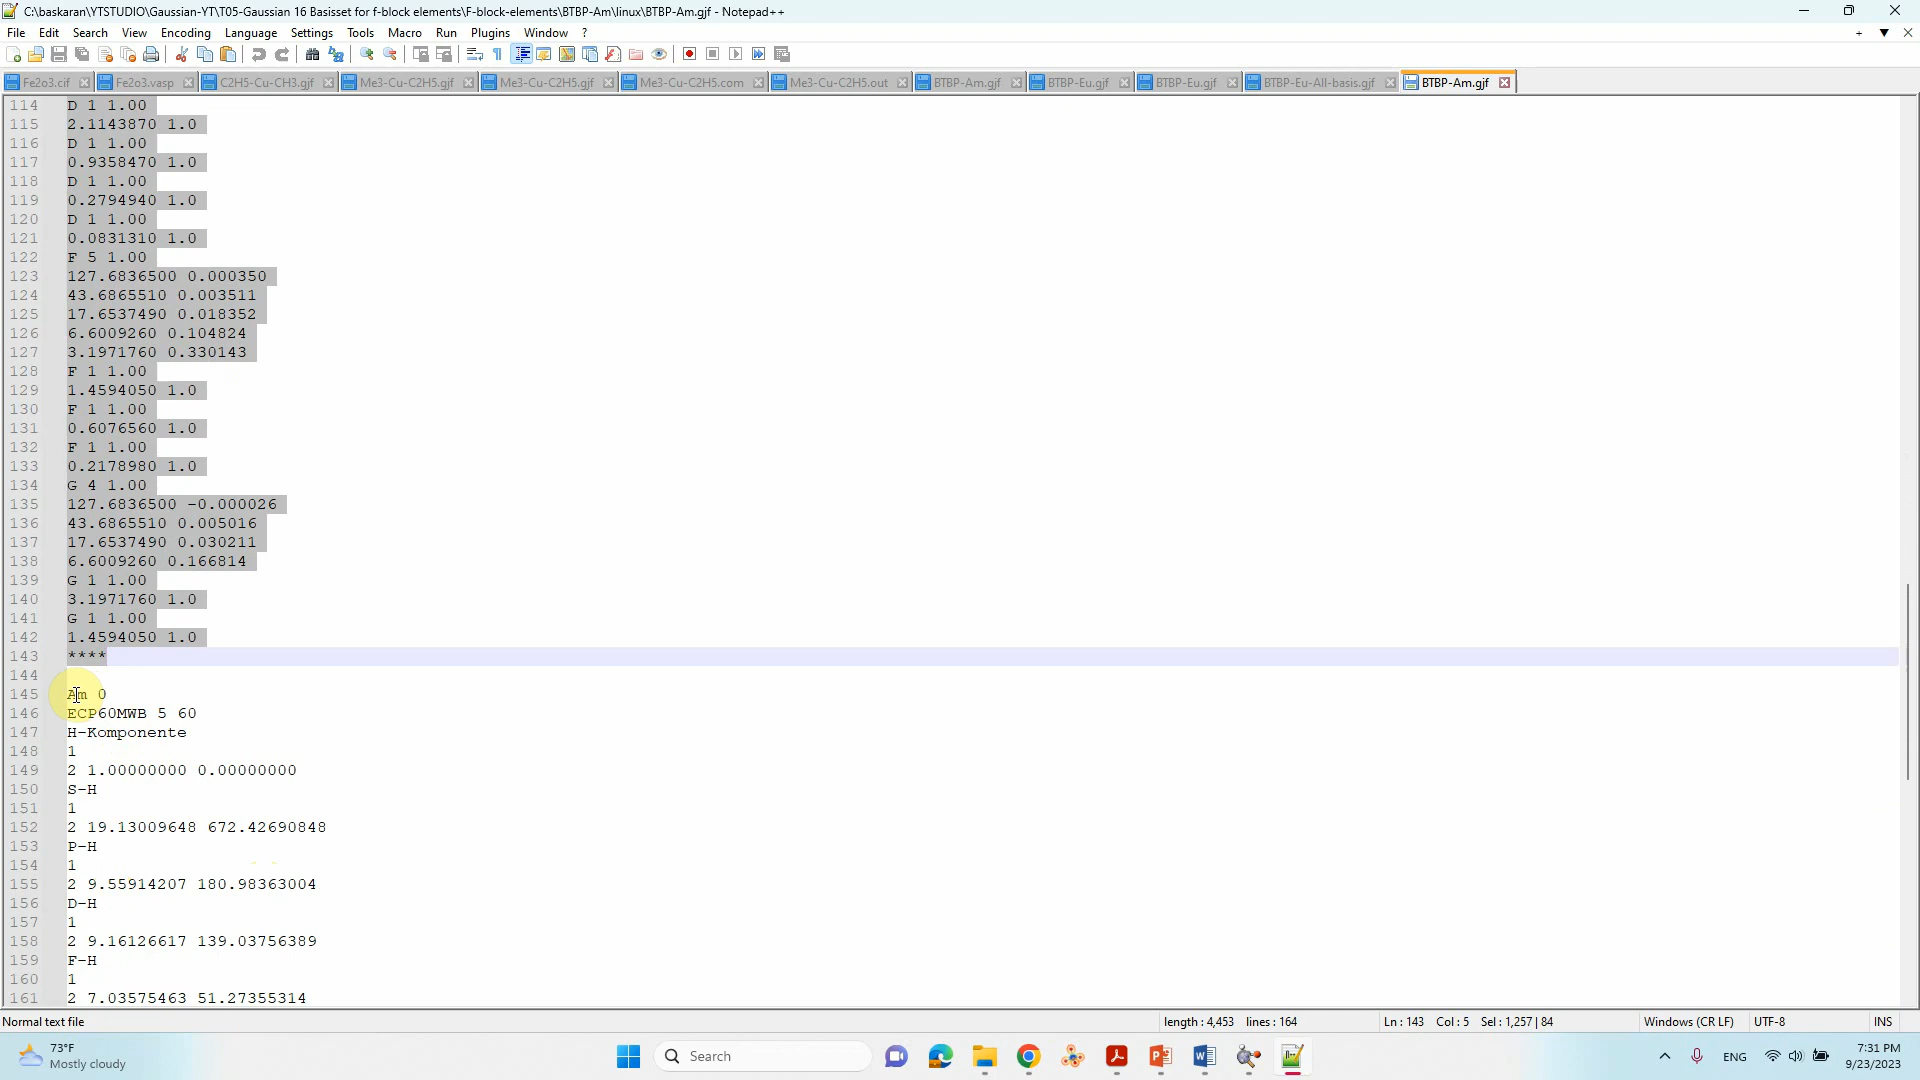 C:\baskaran\YTSTUDIO\Gaussian-YT\T05-Gaussian 16 Basisset for f-block elements\F-block-elements\BTBP-Am\linux\BTBP-Am.gjf - Notepad++
File Edit Search View Encoding Language Settings Tools Macro Run Plugins Window ?
Fe2o3.cif Fe2o3.vasp C2H5-Cu-CH3.gjf Me3-Cu-C2H5.gjf Me3-Cu-C2H5.gjf Me3-Cu-C2H5.com Me3-Cu-C2H5.out BTBP-Am.gjf BTBP-Eu.gjf BTBP-Eu.gjf BTBP-Eu-All-basis.gjf BTBP-Am.gjf
114 D 1 1.00
115 2.1143870 1.0
116 D 1 1.00
117 0.9358470 1.0
118 D 1 1.00
119 0.2794940 1.0
120 D 1 1.00
121 0.0831310 1.0
122 F 5 1.00
123 127.6836500 0.000350
124 43.6865510 0.003511
125 17.6537490 0.018352
126 6.6009260 0.104824
127 3.1971760 0.330143
128 F 1 1.00
129 1.4594050 1.0
130 F 1 1.00
131 0.6076560 1.0
132 F 1 1.00
133 0.2178980 1.0
134 G 4 1.00
135 127.6836500 -0.000026
136 43.6865510 0.005016
137 17.6537490 0.030211
138 6.6009260 0.166814
139 G 1 1.00
140 3.1971760 1.0
141 G 1 1.00
142 1.4594050 1.0
143 ****
144
145 Am 0
146 ECP60MWB 5 60
147 H-Komponente
148 1
149 2 1.00000000 0.00000000
150 S-H
151 1
152 2 19.13009648 672.42690848
153 P-H
154 1
155 2 9.55914207 180.98363004
156 D-H
157 1
158 2 9.16126617 139.03756389
159 F-H
160 1
161 2 7.03575463 51.27355314
Normal text file length : 4,453 lines : 164 Ln : 143 Col : 5 Sel : 1,257 | 84 Windows (CR LF) UTF-8 INS
73°F
Mostly cloudy
Search
ENG
7:31 PM
9/23/2023